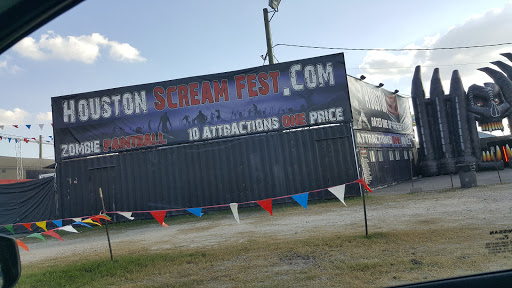 HOUSTON SCREAM FEST.COM
ZOMBIE PAINTBALL 10 ATTRACTIONS ONE PRICE